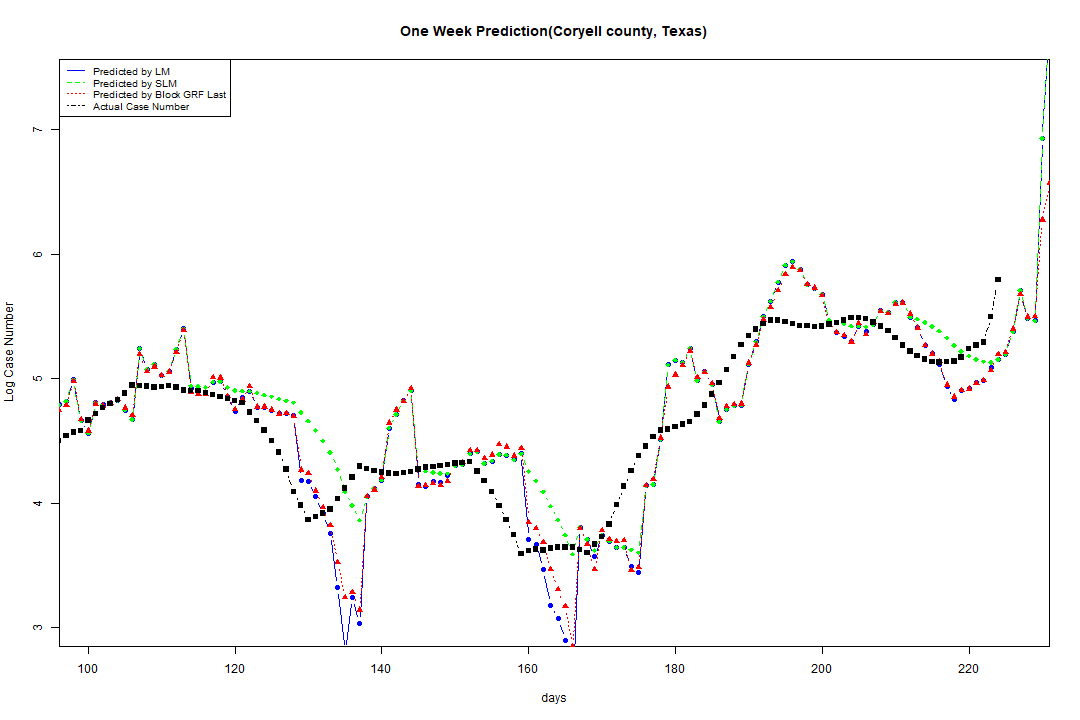 One Week Prediction(Coryell county, Texas)
Predicted by LM
Predicted by SLM
Predicted by Block GRF Last
Actual Case Number
7
6
5
4
3
Log Case Number
100 120 140 160 180 200 220
days